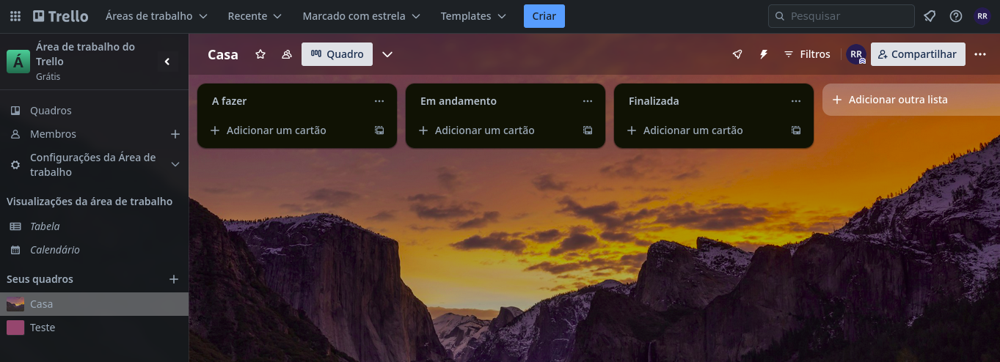 Trello Áreas de trabalho Recente Marcado com estrela Templates Criar Pesquisar RR
Á
Área de trabalho do
Trello
Grátis
Quadros
Membros
Configurações da Área de
trabalho
Visualizações da área de trabalho
Tabela
Calendário
Seus quadros
Casa
Teste
Casa Quadro Filtros RR Compartilhar
A fazer
Adicionar um cartão
Em andamento
Adicionar um cartão
Finalizada
Adicionar um cartão
Adicionar outra lista